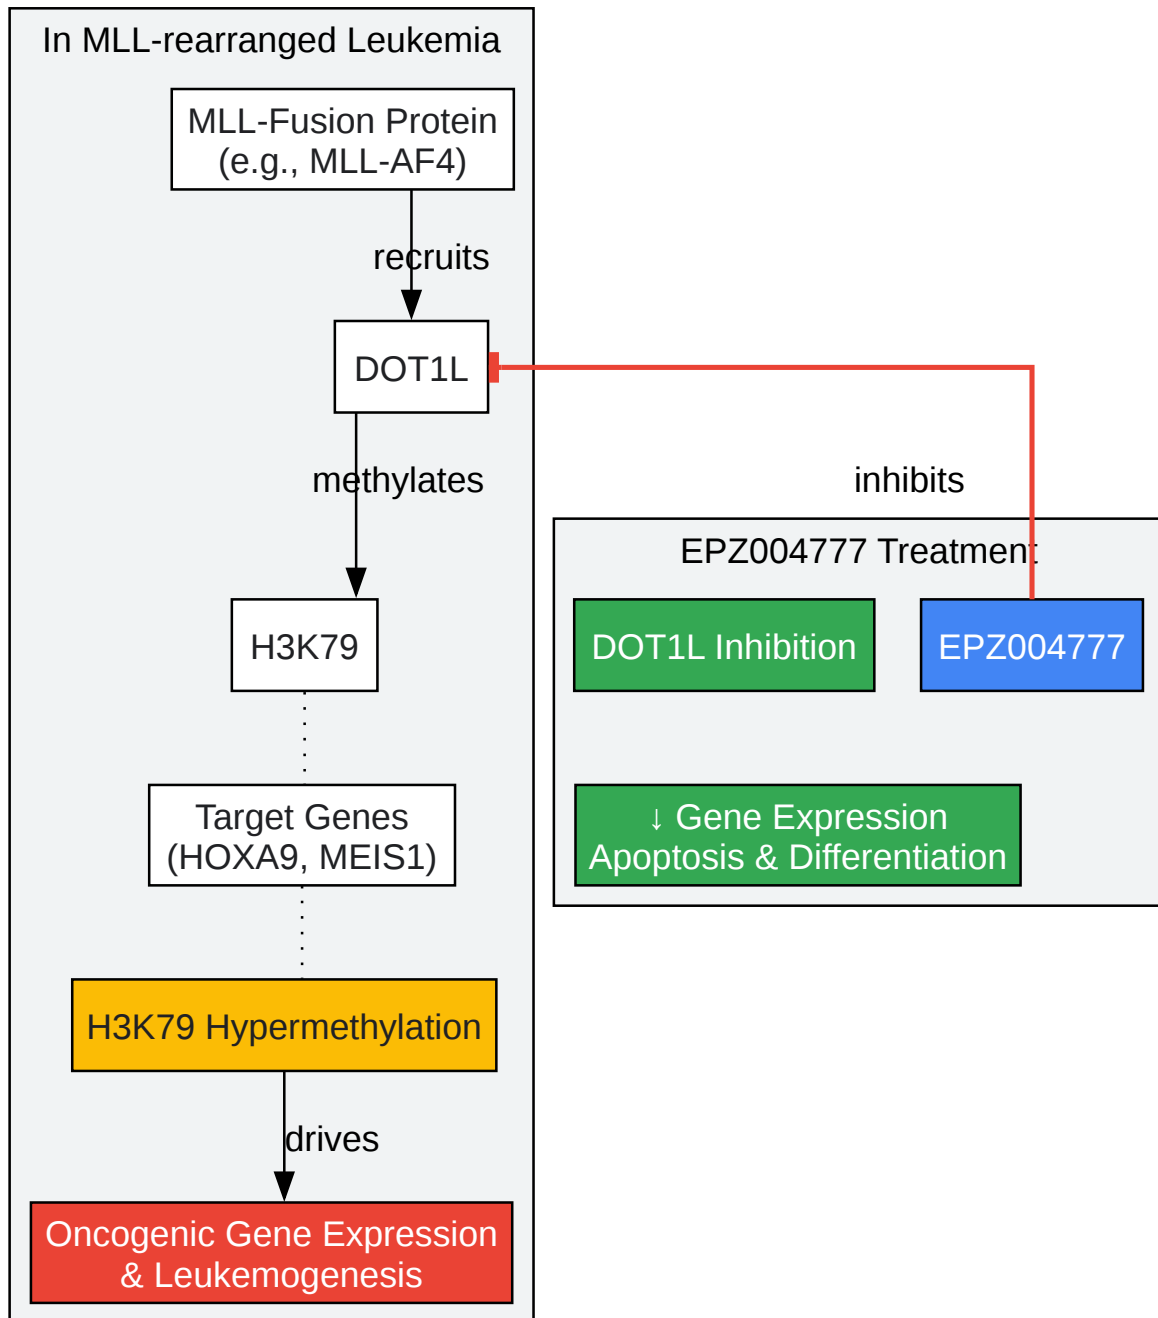 In MLL-rearranged Leukemia
MLL-Fusion Protein
(e.g., MLL-AF4)
recruits
DOT1L
methylates
inhibits
EPZ004777 Treatment
H3K79
DOT1L Inhibition
EPZ004777
Target Genes
(HOXA9, MEIS1)
↓ Gene Expression
Apoptosis & Differentiation
H3K79 Hypermethylation
drives
Oncogenic Gene Expression
& Leukemogenesis